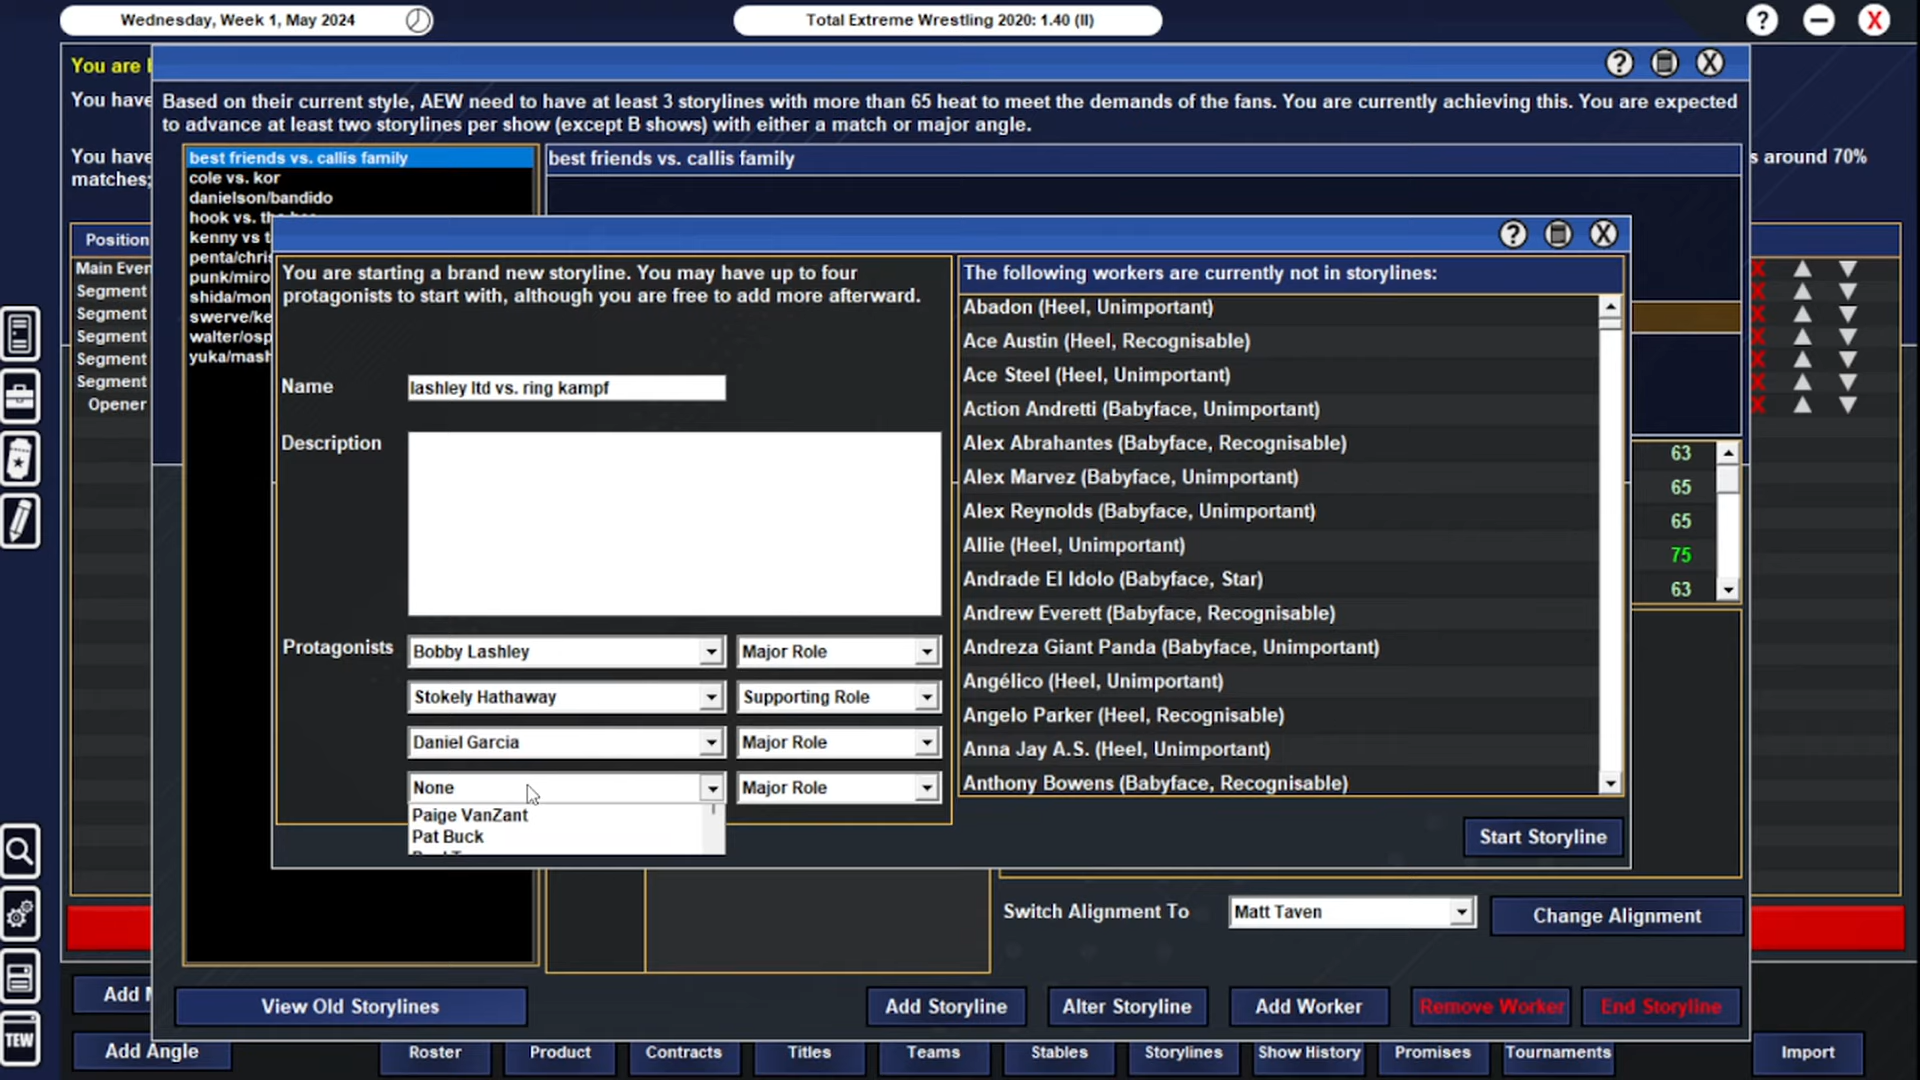 Wednesday, Week 1, May 2024
Total Extreme Wrestling 2020: 1.40 (II)
?
X
You are
You have
You have
matches;
s around 70%
? X
Based on their current style, AEW need to have at least 3 storylines with more than 65 heat to meet the demands of the fans. You are currently achieving this. You are expected
to advance at least two storylines per show (except B shows) with either a match or major angle.
best friends vs. callis family
cole vs. kor
danielson/bandido
hook vs.
kenny vs
penta/chris
punk/miro
shida/mon
swerve/ke
walter/osp
yuka/mash
best friends vs. callis family
Position
Main Even
Segment
Segment
Segment
Segment
Segment
Opener
X
X
X
X
X
X
X
? X
You are starting a brand new storyline. You may have up to four
protagonists to start with, although you are free to add more afterward.
Name
lashley ltd vs. ring kampf
Description
Protagonists
Bobby Lashley
Major Role
Stokely Hathaway
Supporting Role
Daniel Garcia
Major Role
None
Major Role
Paige VanZant
Pat Buck
The following workers are currently not in storylines:
Abadon (Heel, Unimportant)
Ace Austin (Heel, Recognisable)
Ace Steel (Heel, Unimportant)
Action Andretti (Babyface, Unimportant)
Alex Abrahantes (Babyface, Recognisable)
Alex Marvez (Babyface, Unimportant)
Alex Reynolds (Babyface, Unimportant)
Allie (Heel, Unimportant)
Andrade El Idolo (Babyface, Star)
Andrew Everett (Babyface, Recognisable)
Andreza Giant Panda (Babyface, Unimportant)
Angélico (Heel, Unimportant)
Angelo Parker (Heel, Recognisable)
Anna Jay A.S. (Heel, Unimportant)
Anthony Bowens (Babyface, Recognisable)
Start Storyline
63
65
65
75
63
Switch Alignment To
Matt Taven
Change Alignment
View Old Storylines
Add Storyline
Alter Storyline
Add Worker
Remove Worker
End Storyline
TEW
Add
Add Angle
Roster
Product
Contracts
Titles
Teams
Stables
Storylines
Show History
Promises
Tournaments
Import